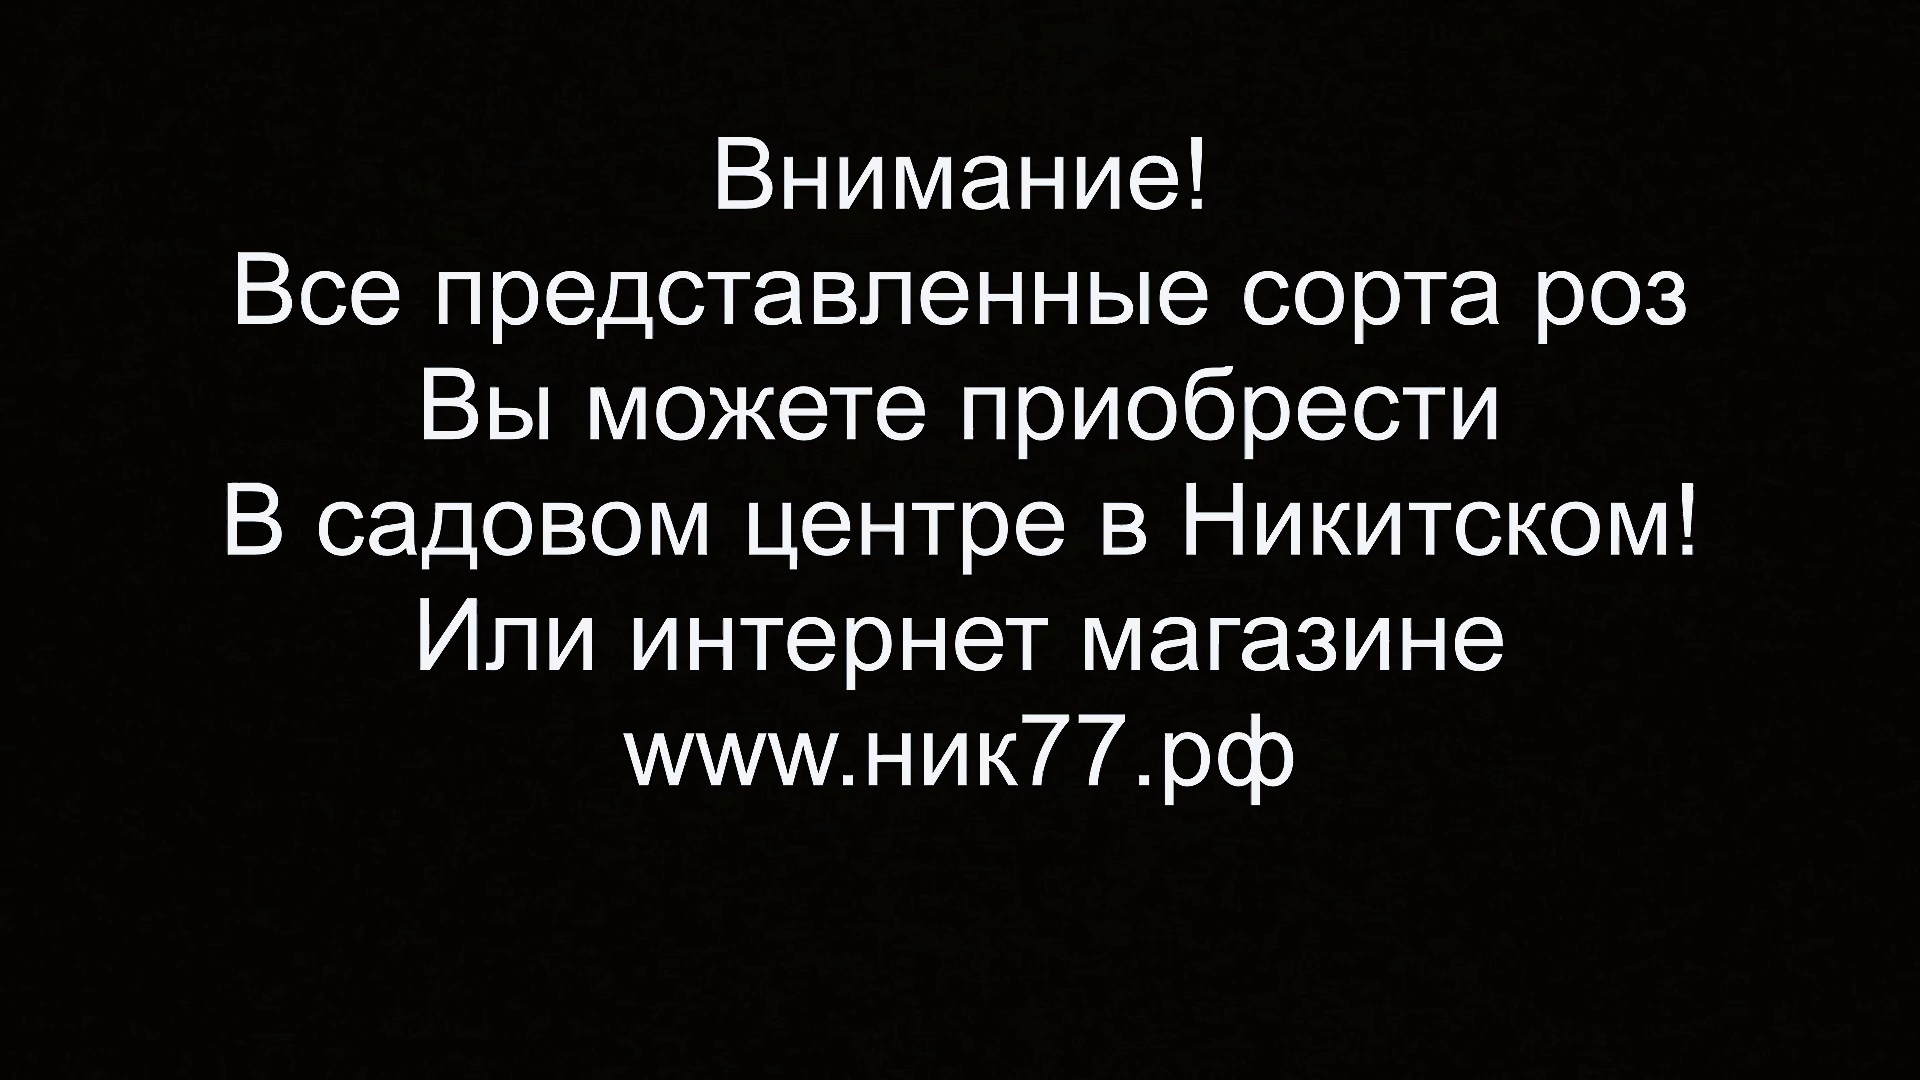 Внимание!
Все представленные сорта роз
Вы можете приобрести
В садовом центре в Никитском!
Или интернет магазине
www.ник77.рф